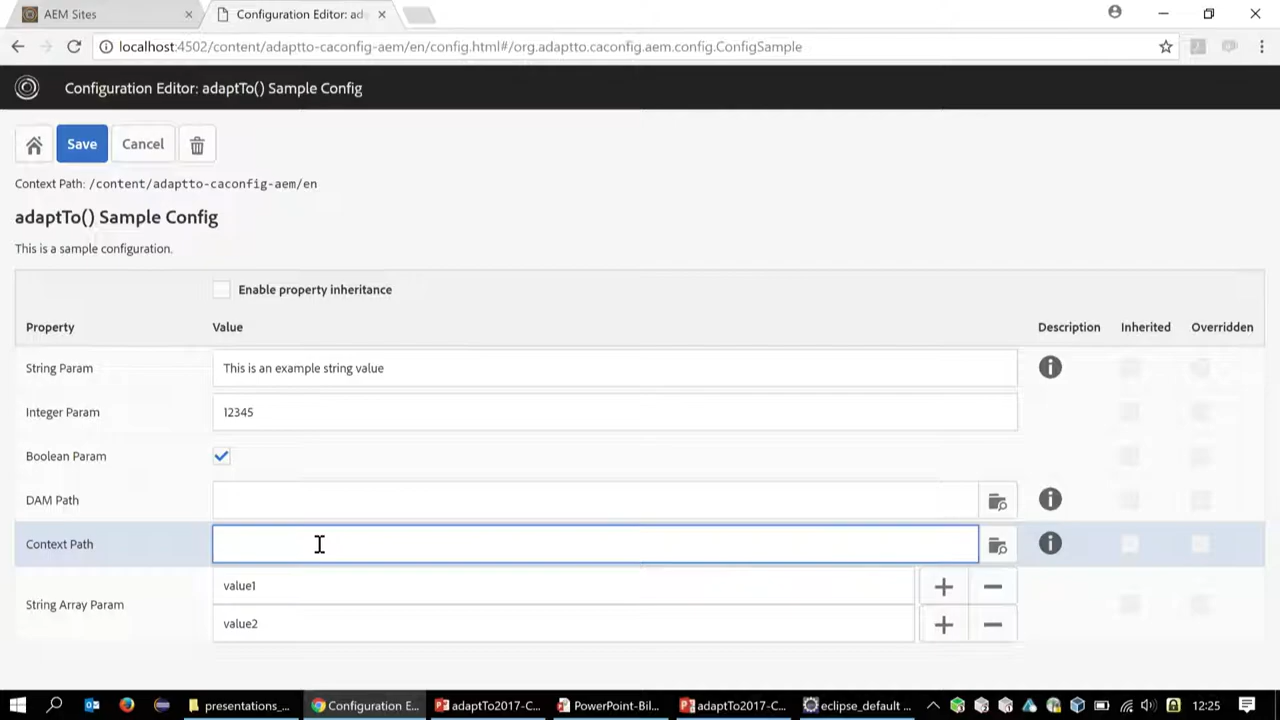 AEM Sites
Configuration Editor: ad
localhost:4502/content/adaptto-caconfig-aem/en/config.html#/org.adaptto.caconfig.aem.config.ConfigSample
Configuration Editor: adaptTo() Sample Config
Save Cancel
Context Path: /content/adaptto-caconfig-aem/en
adaptTo() Sample Config
This is a sample configuration.
Enable property inheritance
Property Value Description Inherited Overridden
String Param This is an example string value
Integer Param 12345
Boolean Param
DAM Path
Context Path
String Array Param value1
value2
presentations_... Configuration E... adaptTo2017-C... PowerPoint-Bil... adaptTo2017-C... eclipse_default ... 12:25